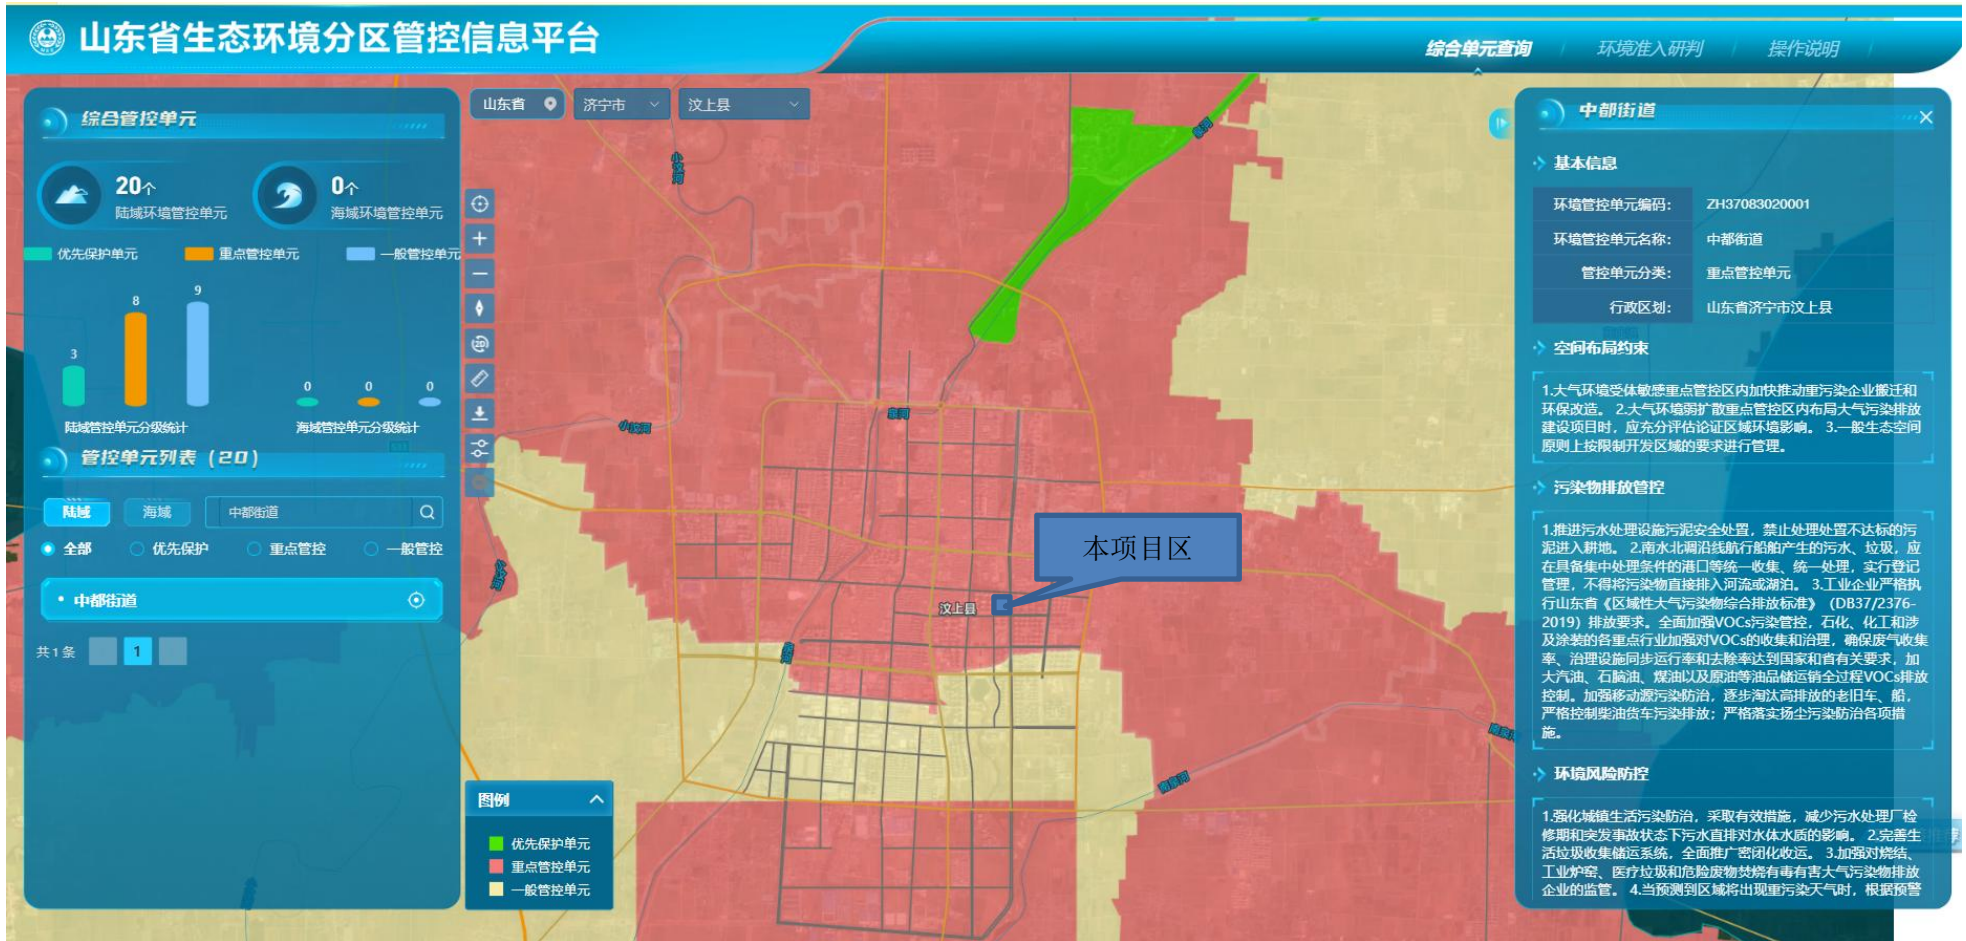 山东省生态环境分区管控信息平台
综合单元查询
环境准入研判
操作说明
综合管控单元
20个
陆域环境管控单元
0个
海域环境管控单元
优先保护单元
重点管控单元
一般管控单元
3
8
9
0
0
0
陆域管控单元分级统计
海域管控单元分级统计
管控单元列表（20）
陆域
海域
中都街道
全部
优先保护
重点管控
一般管控
中都街道
共1条
1
山东省
济宁市
汶上县
2D
小汶河
泉河
泉河
小汶河
小汶河
汶上县
泉河
南泉河
南泉河
本项目区
图例
优先保护单元
重点管控单元
一般管控单元
中都街道
基本信息
环境管控单元编码：
ZH37083020001
环境管控单元名称：
中都街道
管控单元分类：
重点管控单元
行政区划：
山东省济宁市汶上县
空间布局约束
1.大气环境受体敏感重点管控区内加快推动重污染企业搬迁和
环保改造。 2.大气环境弱扩散重点管控区内布局大气污染排放
建设项目时，应充分评估论证区域环境影响。 3.一般生态空间
原则上按限制开发区域的要求进行管理。
污染物排放管控
1.推进污水处理设施污泥安全处置，禁止处理处置不达标的污
泥进入耕地。 2.南水北调沿线航行船舶产生的污水、垃圾，应
在具备集中处理条件的港口等统一收集、统一处理，实行登记
管理，不得将污染物直接排入河流或湖泊。 3.工业企业严格执
行山东省《区域性大气污染物综合排放标准》（DB37/2376-
2019）排放要求。全面加强VOCs污染管控，石化、化工和涉
及涂装的各重点行业加强对VOCs的收集和治理，确保废气收集
率、治理设施同步运行率和去除率达到国家和省有关要求，加
大汽油、石脑油、煤油以及原油等油品储运销全过程VOCs排放
控制。加强移动源污染防治，逐步淘汰高排放的老旧车、船，
严格控制柴油货车污染排放；严格落实扬尘污染防治各项措
施。
环境风险防控
1.强化城镇生活污染防治，采取有效措施，减少污水处理厂检
修期和突发事故状态下污水直排对水体水质的影响。 2.完善生
活垃圾收集储运系统，全面推广密闭化收运。 3.加强对烧结、
工业炉窑、医疗垃圾和危险废物焚烧有毒有害大气污染物排放
企业的监管。 4.当预测到区域将出现重污染天气时，根据预警